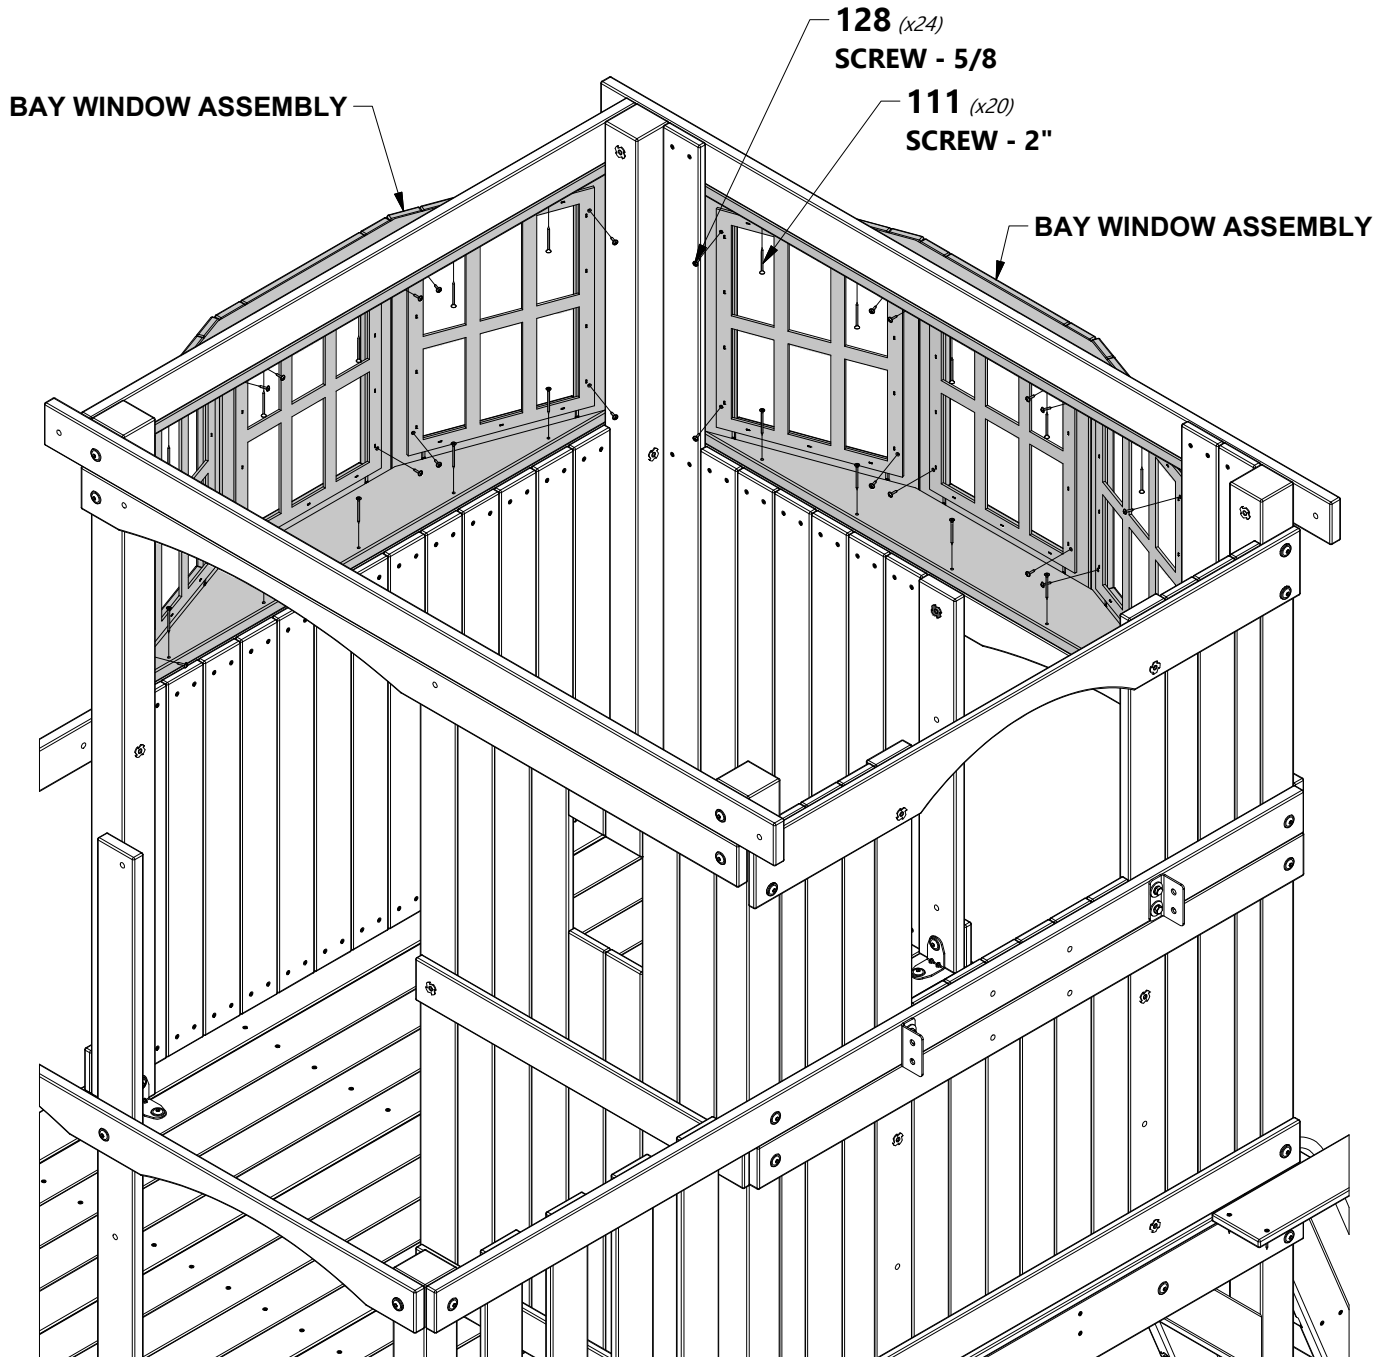 128 (x24)
SCREW - 5/8
BAY WINDOW ASSEMBLY
111 (x20)
SCREW - 2"
BAY WINDOW ASSEMBLY